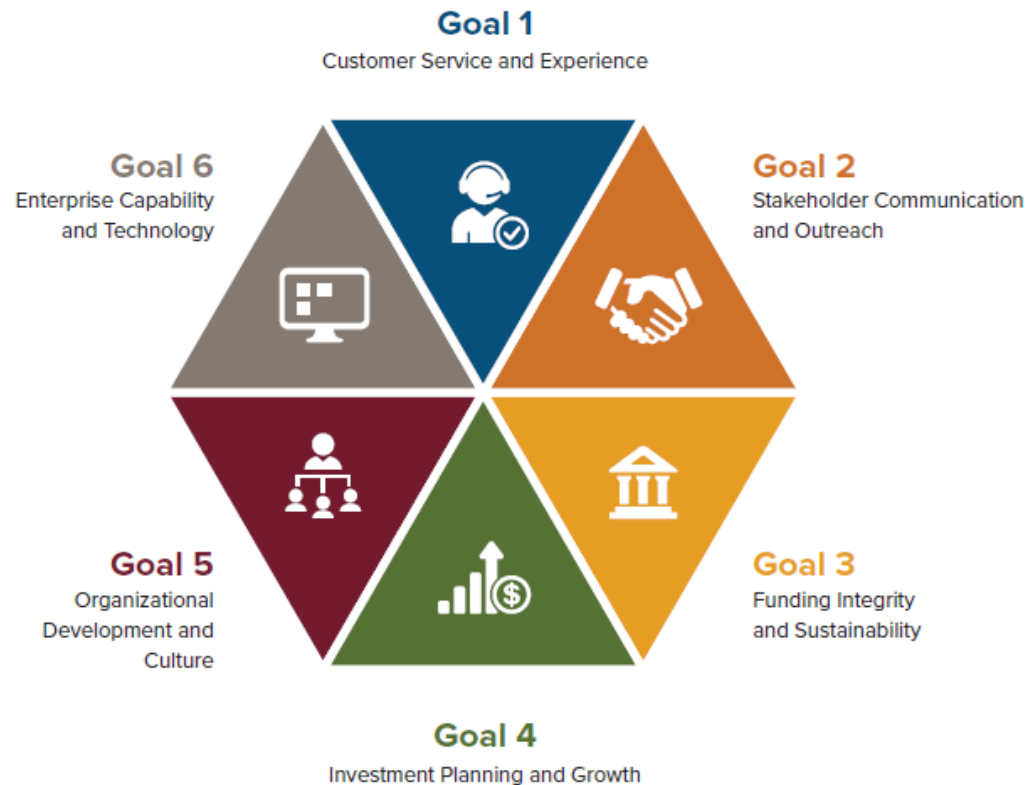 Goal 1
Customer Service and Experience
Goal 2
Stakeholder Communication
and Outreach
Goal 3
Funding Integrity
and Sustainability
Goal 4
Investment Planning and Growth
Goal 5
Organizational
Development and
Culture
Goal 6
Enterprise Capability
and Technology
$